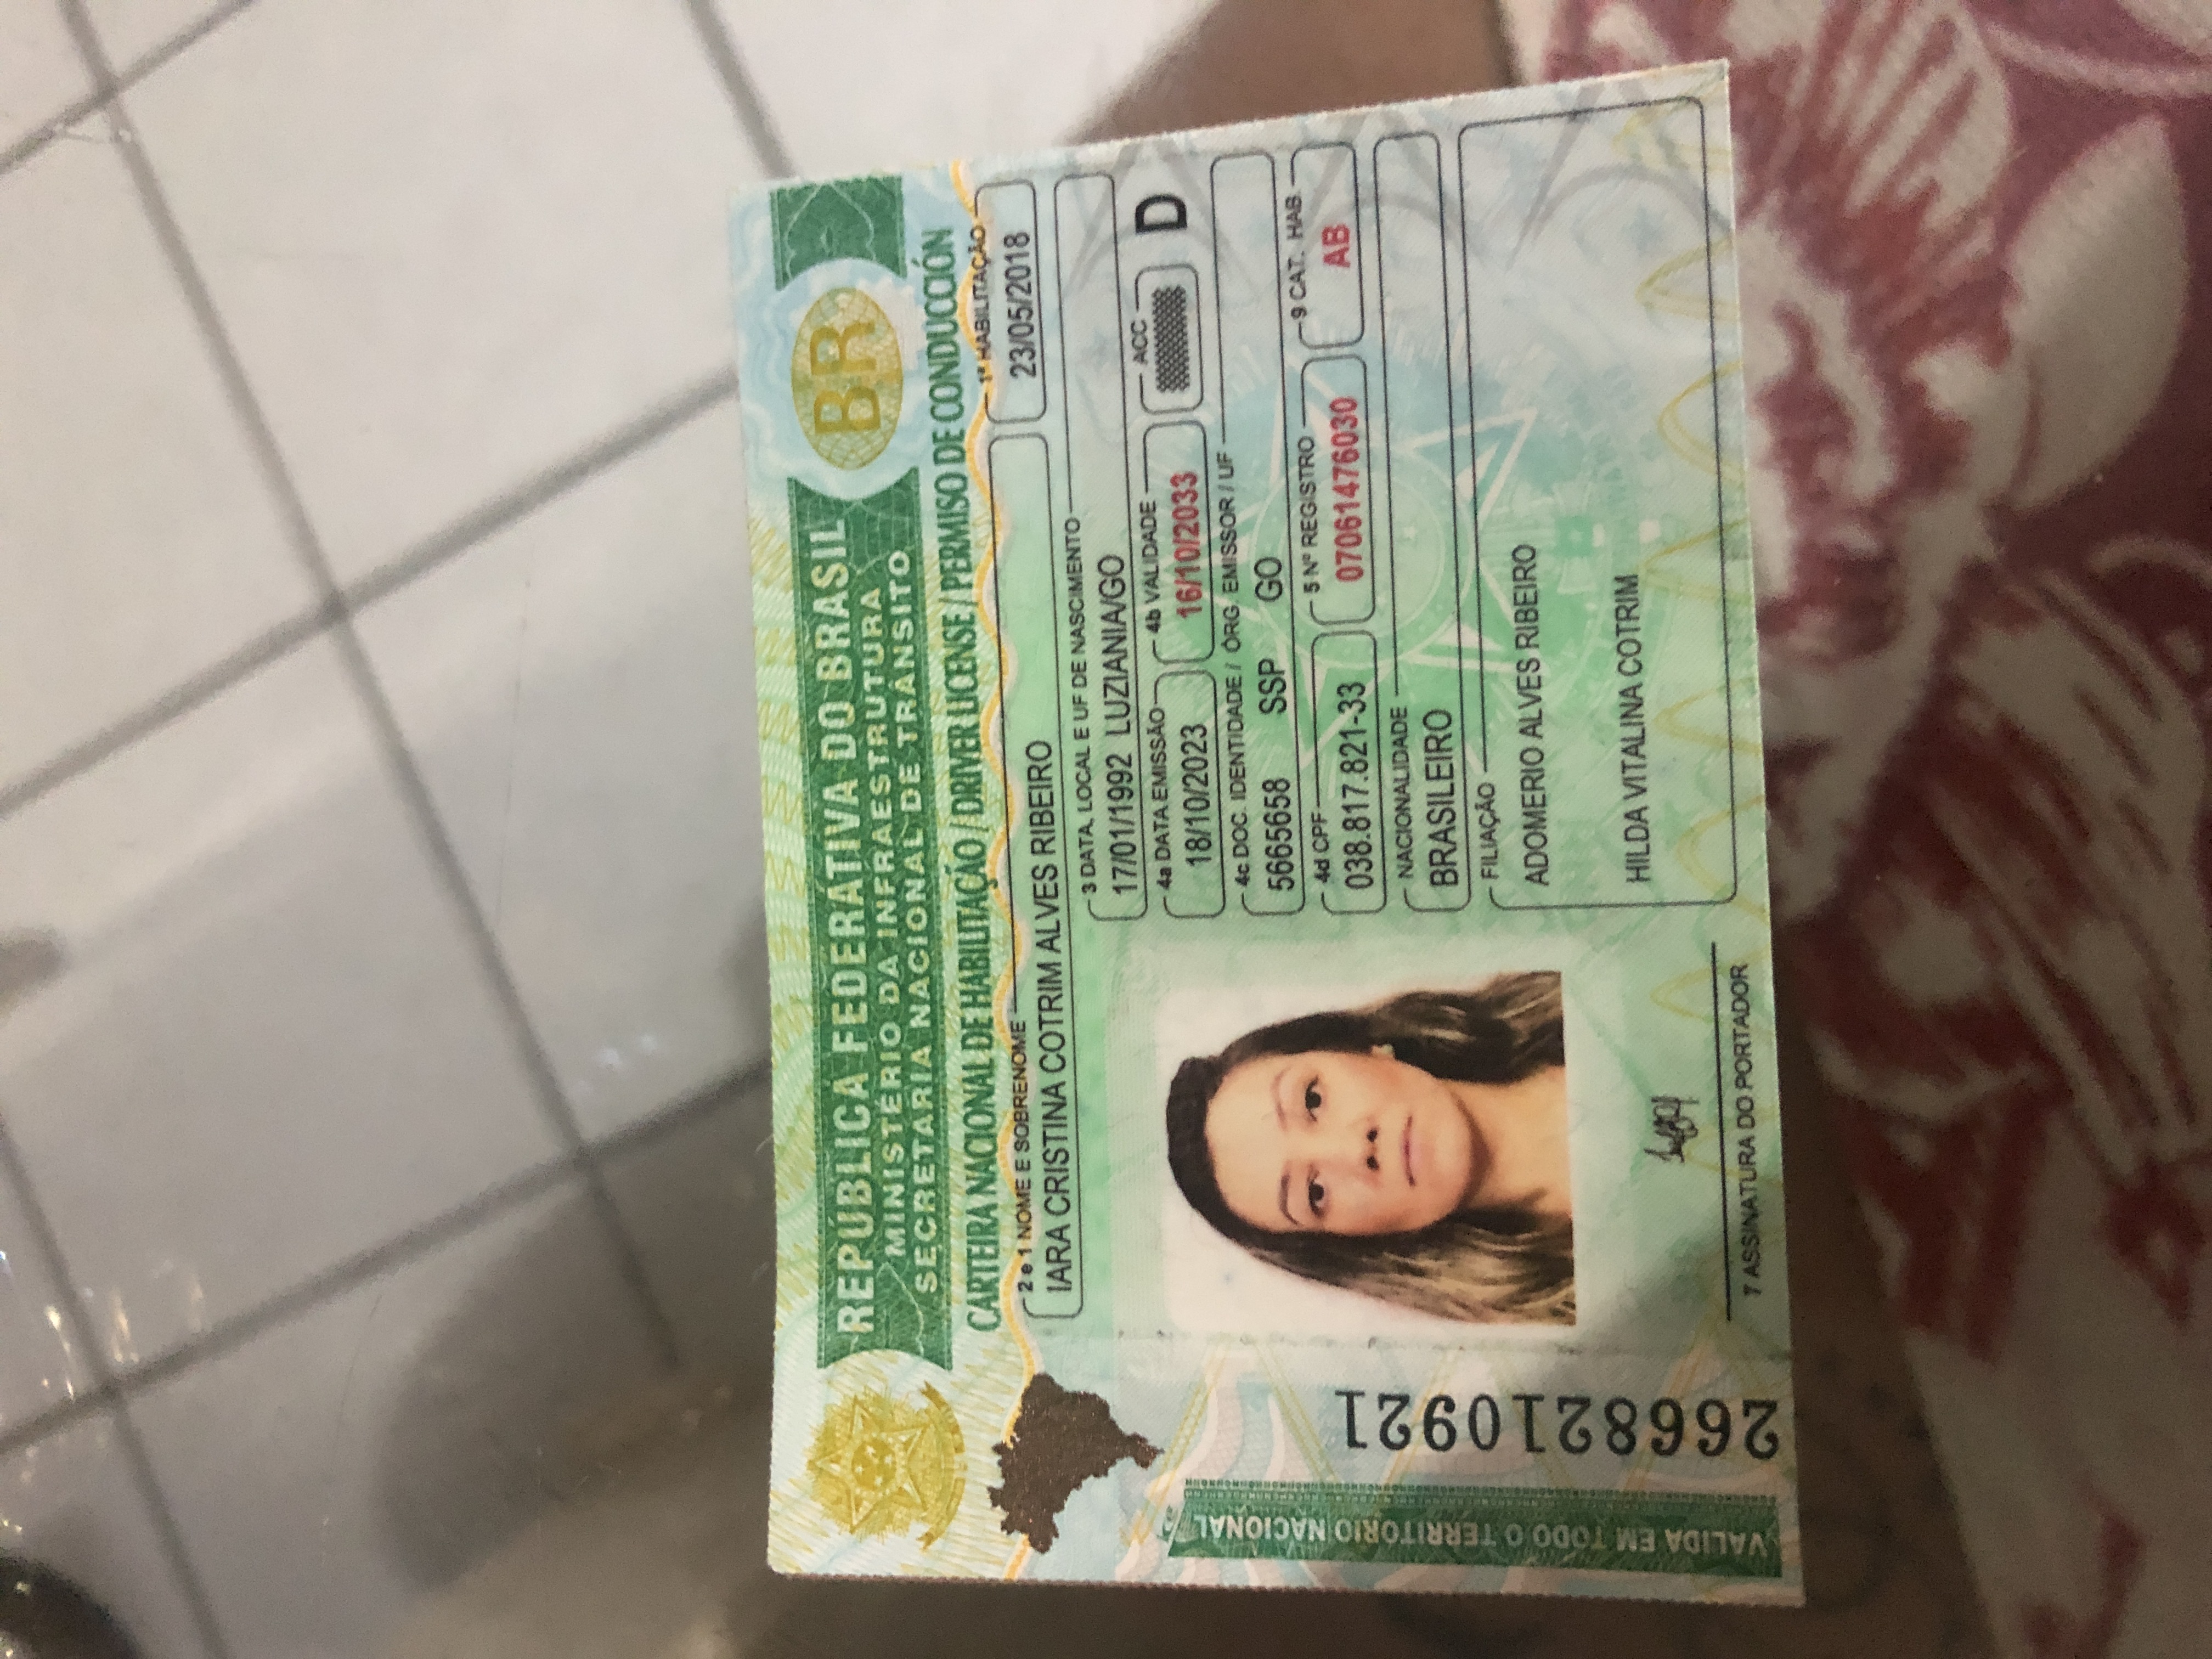 REPÚBLICA FEDERATIVA DO BRASIL
MINISTÉRIO DA INFRAESTRUTURA
SECRETARIA NACIONAL DE TRÂNSITO
BR
CARTEIRA NACIONAL DE HABILITAÇÃO / DRIVER LICENSE / PERMISO DE CONDUCCIÓN
2 e 1 NOME E SOBRENOME
IARA CRISTINA COTRIM ALVES RIBEIRO
1ª HABILITAÇÃO
23/05/2018
3 DATA, LOCAL E UF DE NASCIMENTO
17/01/1992 LUZIANIA/GO
4a DATA EMISSÃO
18/10/2023
4b VALIDADE
16/10/2033
ACC
D
4c DOC. IDENTIDADE / ÓRG. EMISSOR / UF
5665658 SSP GO
4d CPF
038.817.821-33
5 Nº REGISTRO
07061476030
9 CAT. HAB.
AB
NACIONALIDADE
BRASILEIRO
FILIAÇÃO
ADOMERIO ALVES RIBEIRO
HILDA VITALINA COTRIM
7 ASSINATURA DO PORTADOR
VALIDA EM TODO O TERRITORIO NACIONAL
2668210921